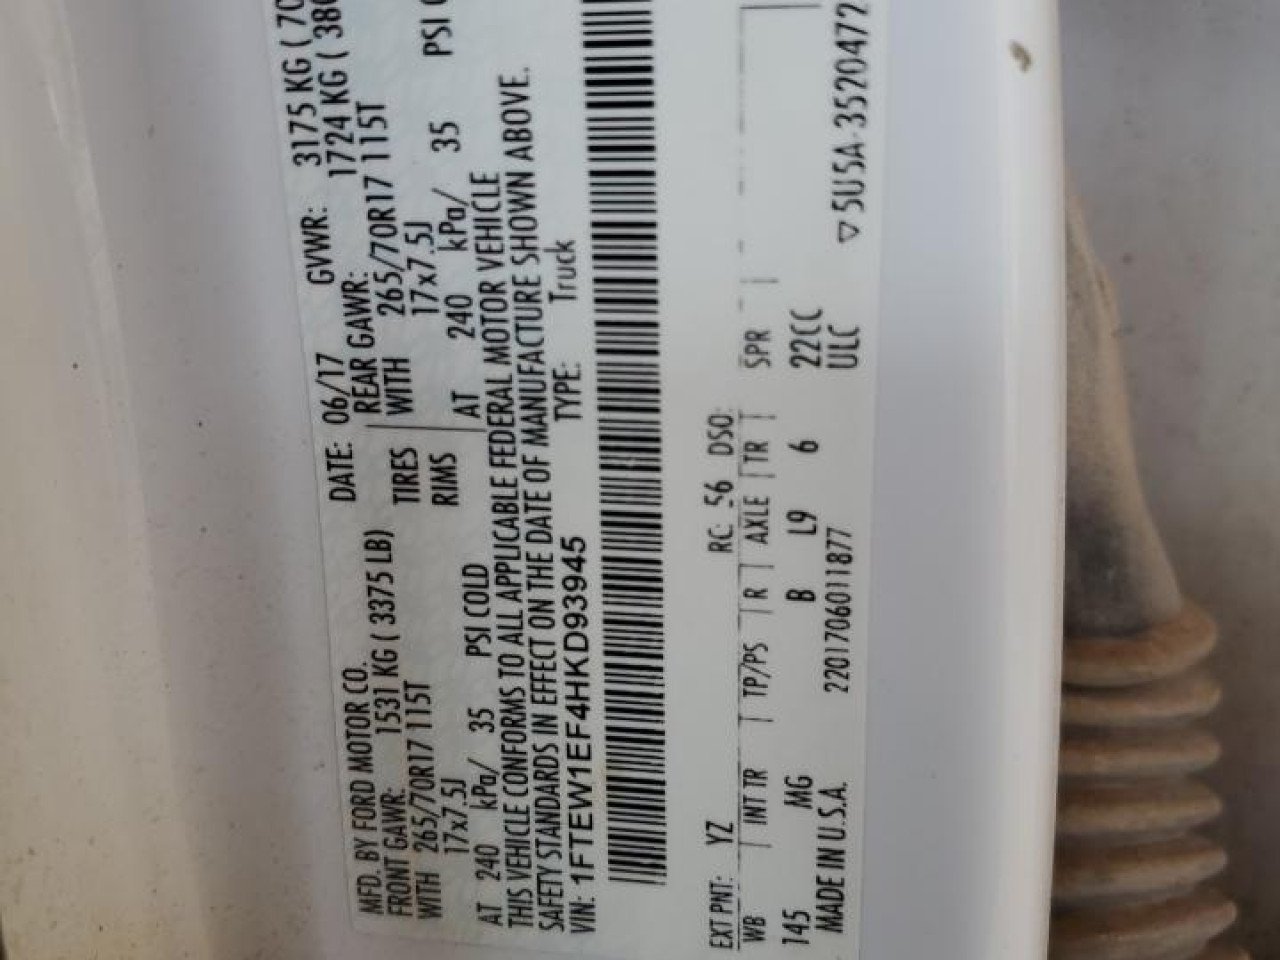 MFD. BY FORD MOTOR CO.
DATE: 06/17 GVWR: 3175 KG ( 70
FRONT GAWR: 1531 KG ( 3375 LB) REAR GAWR: 1724 KG ( 380
WITH 265/70R17 115T TIRES WITH 265/70R17 115T
17x7.5J RIMS 17x7.5J
AT 240 kPa/ 35 PSI COLD AT 240 kPa/ 35 PSI
THIS VEHICLE CONFORMS TO ALL APPLICABLE FEDERAL MOTOR VEHICLE
SAFETY STANDARDS IN EFFECT ON THE DATE OF MANUFACTURE SHOWN ABOVE.
VIN: 1FTEW1EF4HKD93945 TYPE: Truck
EXT PNT: YZ RC: 56 DSO:
WB INT TR TP/PS R AXLE TR SPR
145 MG B L9 6 22CC
MADE IN U.S.A. 2201706011877 ULC
▽5U5A-3520472